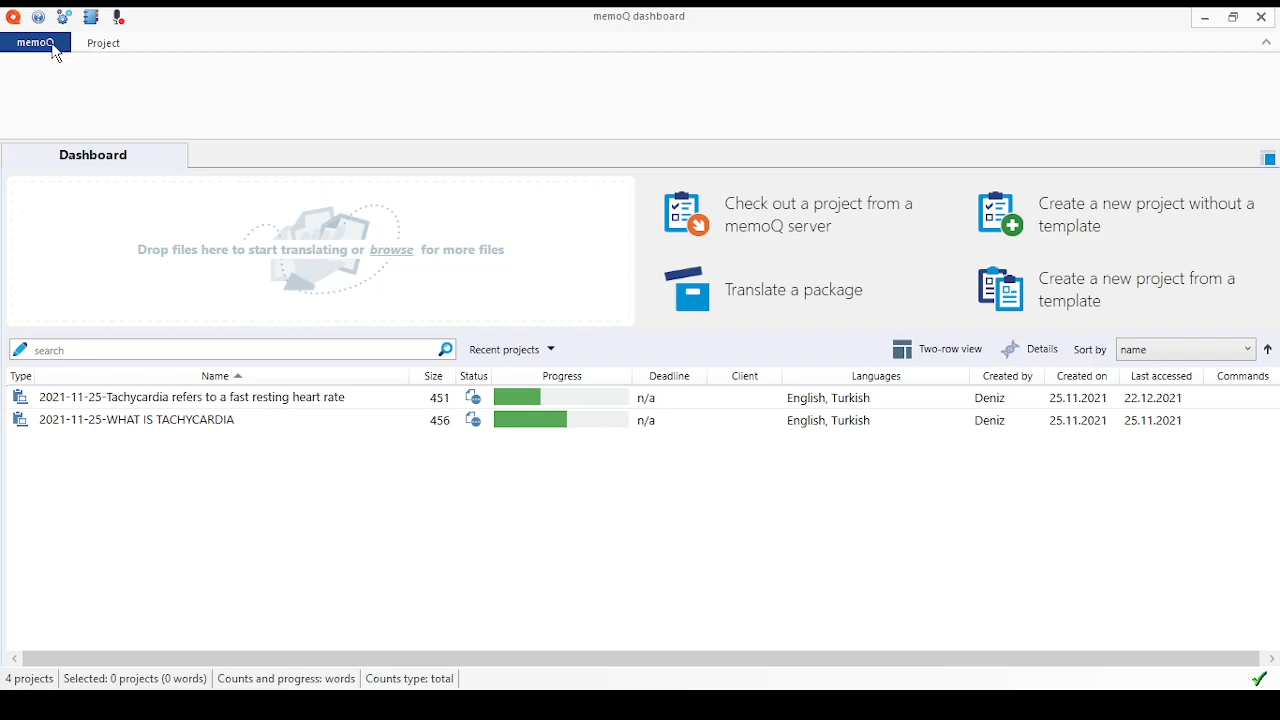 memoQ dashboard
memoQ Project
Dashboard
Drop files here to start translating or browse for more files
Check out a project from a
memoQ server
Create a new project without a
template
Translate a package
Create a new project from a
template
search Recent projects Two-row view Details Sort by name
Type Name Size Status Progress Deadline Client Languages Created by Created on Last accessed Commands
2021-11-25-Tachycardia refers to a fast resting heart rate 451 n/a English, Turkish Deniz 25.11.2021 22.12.2021
2021-11-25-WHAT IS TACHYCARDIA 456 n/a English, Turkish Deniz 25.11.2021 25.11.2021
4 projects Selected: 0 projects (0 words) Counts and progress: words Counts type: total